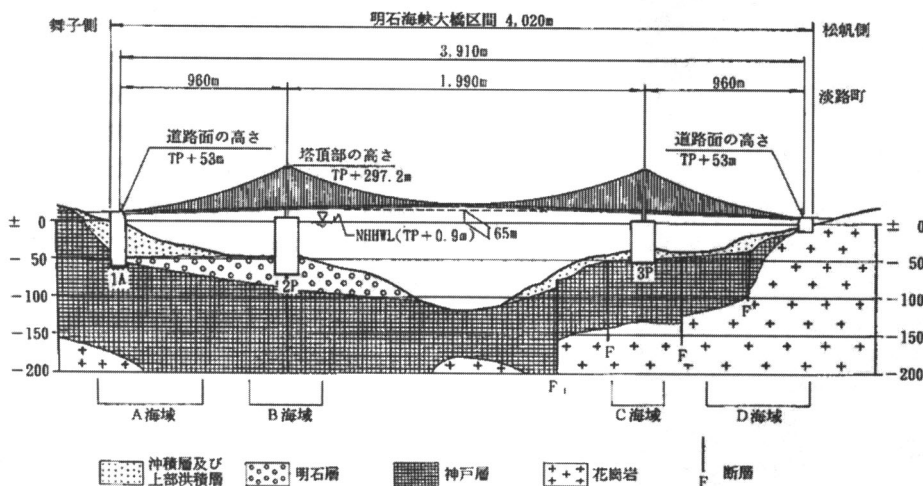 明石海峡大橋区間 4,020m
舞子側
松帆側
3,910m
960m
1,990m
960m
淡路町
道路面の高さ
TP+53m
塔頂部の高さ
TP+297.2m
道路面の高さ
TP+53m
± 0
-50
-100
-150
-200
NHHWL(TP+0.9m)
65m
± 0
-50
-100
-150
-200
1A
2P
3P
F
F
F
F
A海域
B海域
C海域
D海域
沖積層及び
上部洪積層
明石層
神戸層
花崗岩
F 断層